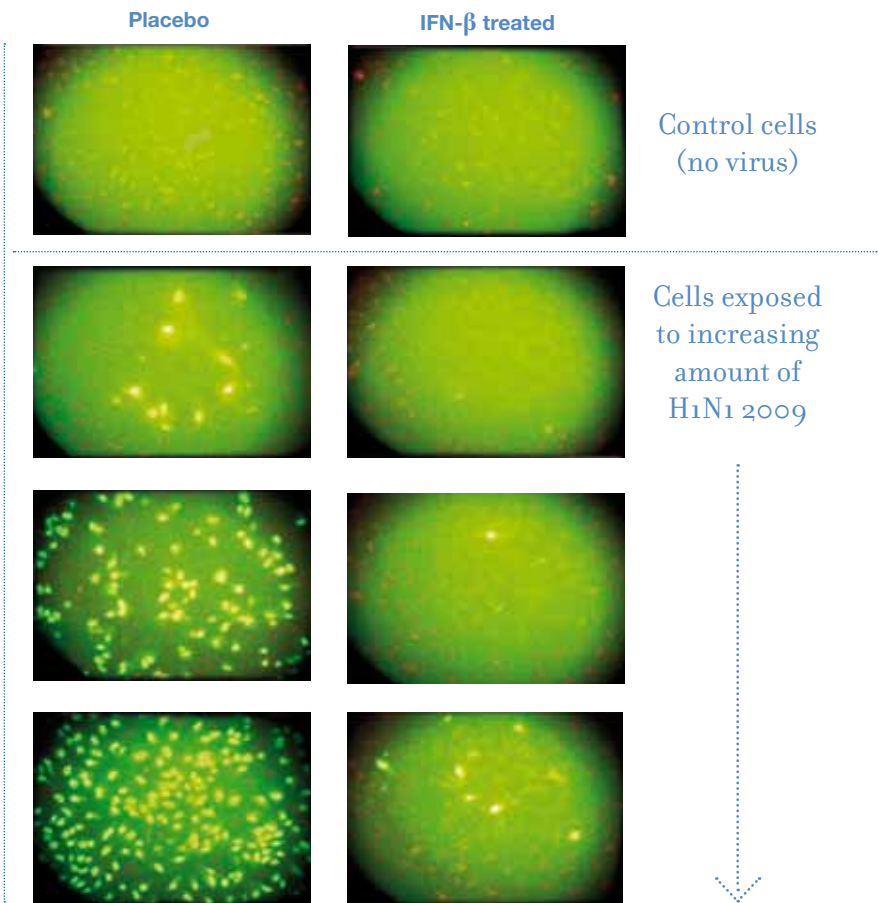 Placebo
IFN-β treated
Control cells
(no virus)
Cells exposed
to increasing
amount of
H1N1 2009